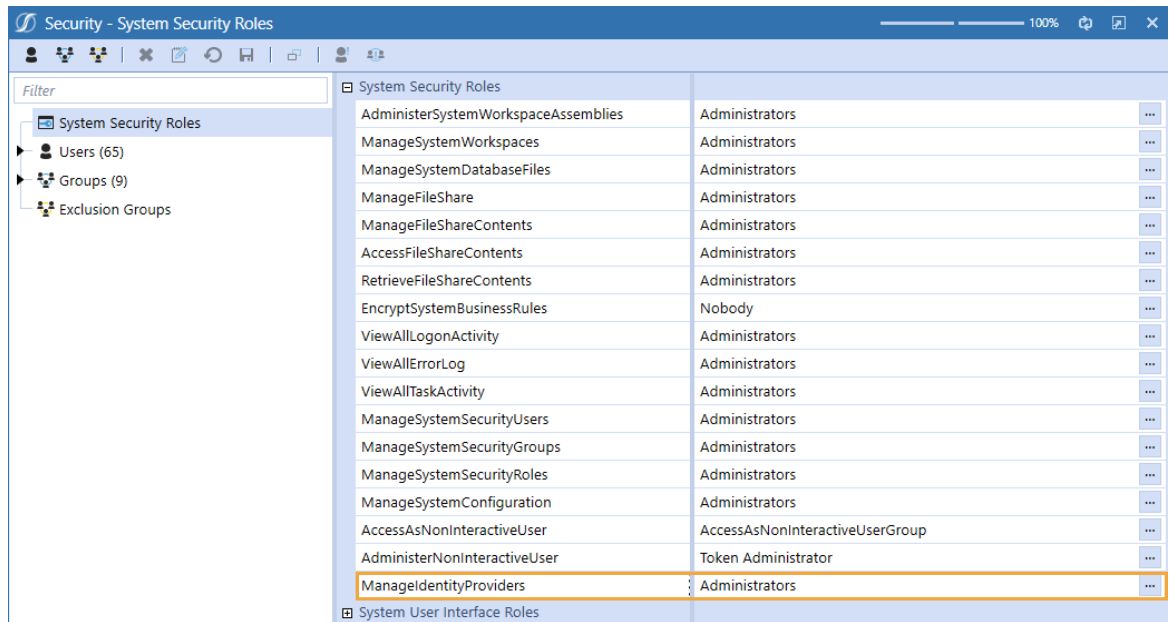 Security - System Security Roles
100%
Filter
System Security Roles
Users (65)
Groups (9)
Exclusion Groups
System Security Roles
AdministerSystemWorkspaceAssemblies Administrators ...
ManageSystemWorkspaces Administrators ...
ManageSystemDatabaseFiles Administrators ...
ManageFileShare Administrators ...
ManageFileShareContents Administrators ...
AccessFileShareContents Administrators ...
RetrieveFileShareContents Administrators ...
EncryptSystemBusinessRules Nobody ...
ViewAllLogonActivity Administrators ...
ViewAllErrorLog Administrators ...
ViewAllTaskActivity Administrators ...
ManageSystemSecurityUsers Administrators ...
ManageSystemSecurityGroups Administrators ...
ManageSystemSecurityRoles Administrators ...
ManageSystemConfiguration Administrators ...
AccessAsNonInteractiveUser AccessAsNonInteractiveUserGroup ...
AdministerNonInteractiveUser Token Administrator ...
ManageIdentityProviders Administrators ...
System User Interface Roles